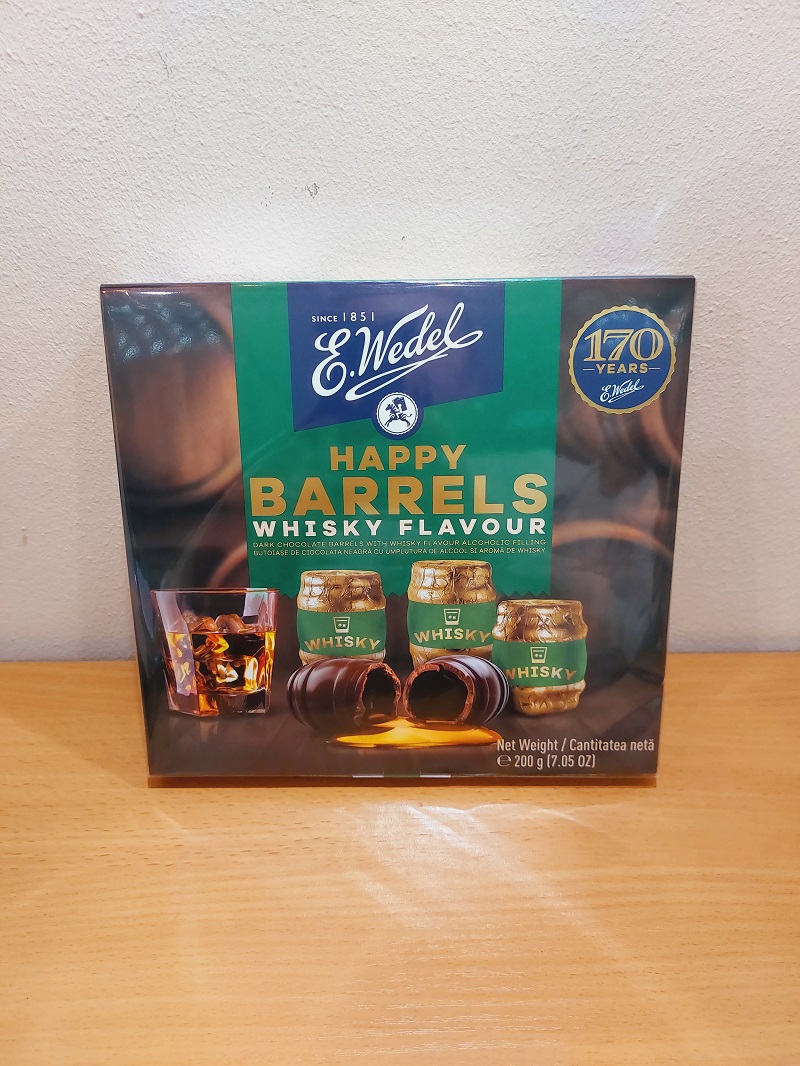 SINCE 1851
E. Wedel
170
YEARS
E. Wedel
HAPPY
BARRELS
WHISKY FLAVOUR
DARK CHOCOLATE BARRELS WITH WHISKY FLAVOUR ALCOHOLIC FILLING
BUTOIAȘE DE CIOCOLATĂ NEAGRĂ CU UMPLUTURĂ DE ALCOOL ȘI AROMĂ DE WHISKY
WHISKY
WHISKY
WHISKY
Net Weight / Cantitatea netă
℮ 200 g (7.05 OZ)